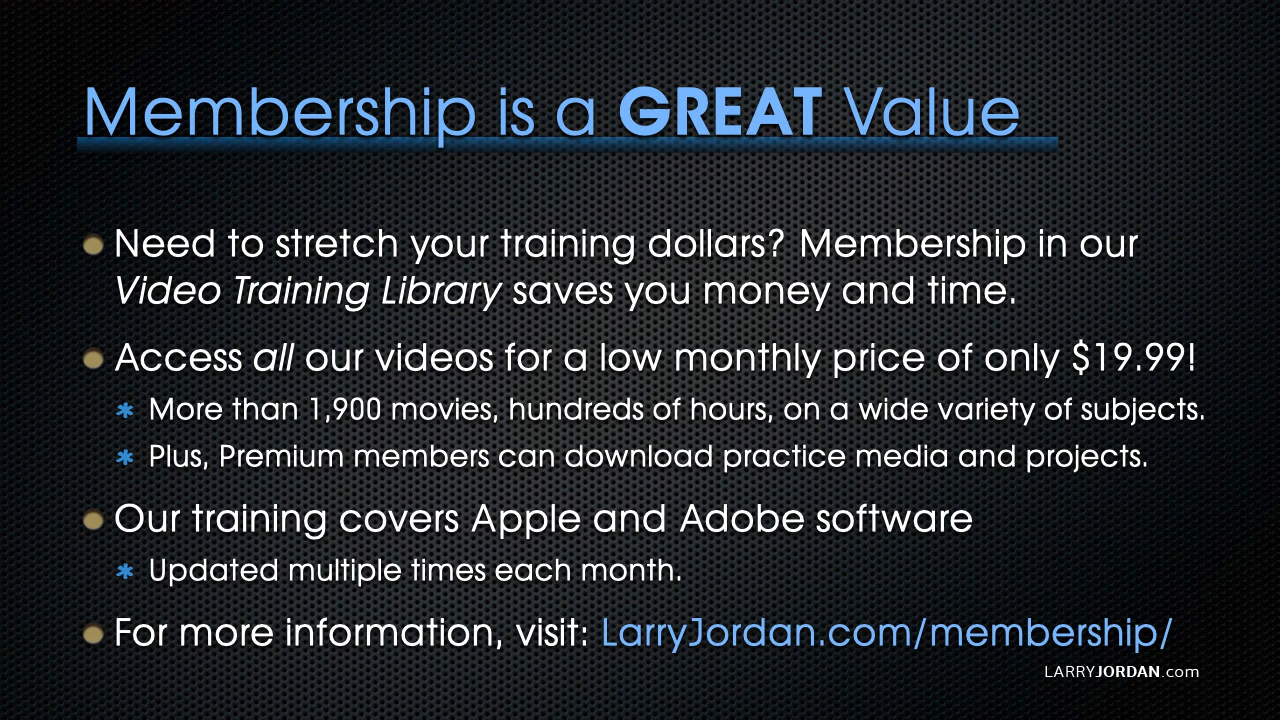 Membership is a GREAT Value
Need to stretch your training dollars? Membership in our
Video Training Library saves you money and time.
Access all our videos for a low monthly price of only $19.99!
More than 1,900 movies, hundreds of hours, on a wide variety of subjects.
Plus, Premium members can download practice media and projects.
Our training covers Apple and Adobe software
Updated multiple times each month.
For more information, visit: LarryJordan.com/membership/
LARRYJORDAN.com